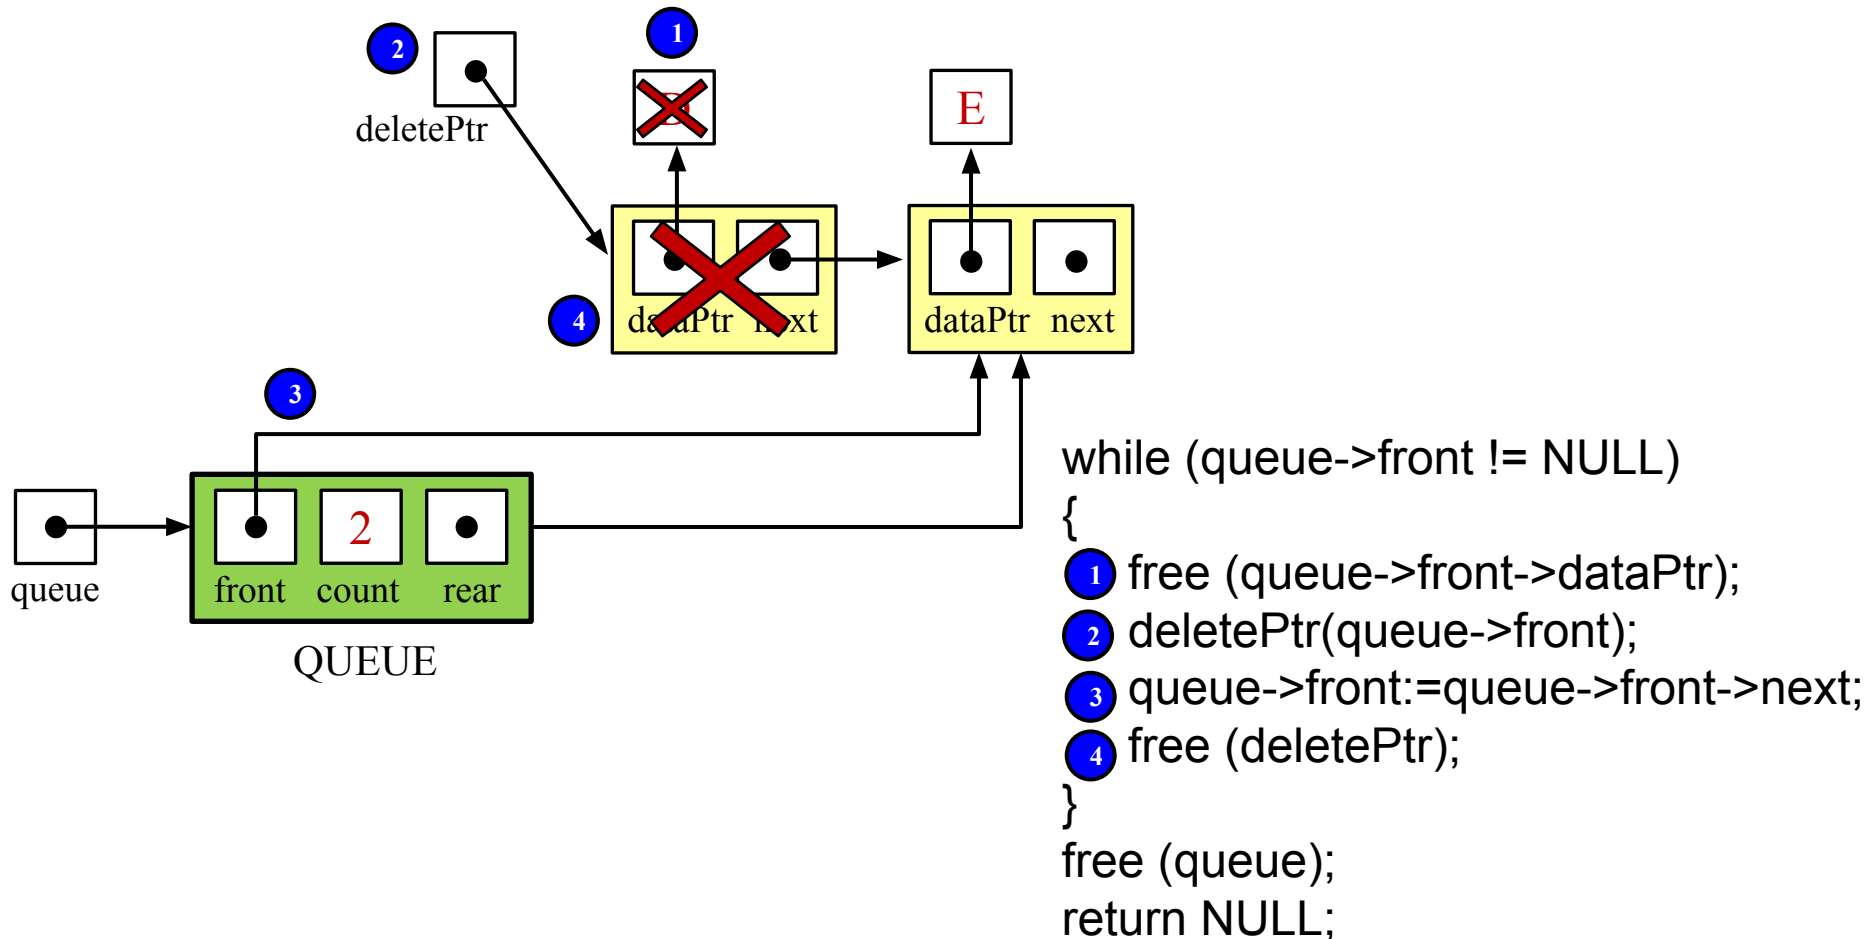 2
1
deletePtr
D
E
4
dataPtr next
dataPtr next
3
queue
2
front count rear
QUEUE
while (queue->front != NULL)
{
1 free (queue->front->dataPtr);
2 deletePtr(queue->front);
3 queue->front:=queue->front->next;
4 free (deletePtr);
}
free (queue);
return NULL;